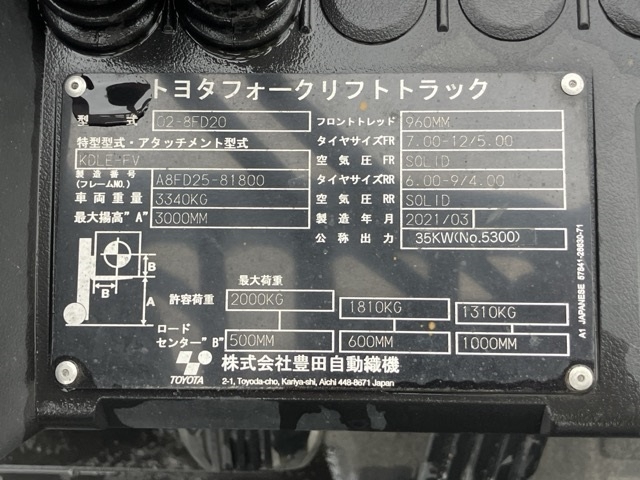 トヨタフォークリフトトラック
型 式 02-8FD20
特型型式・アタッチメント型式
KDLE-FV
製造番号 (フレームNO.) A8FD25-81800
車両重量 3340KG
最大揚高"A" 3000MM
フロントトレッド 960MM
タイヤサイズFR 7.00-12/5.00
空気圧FR SOLID
タイヤサイズRR 6.00-9/4.00
空気圧RR SOLID
製造年月 2021/03
公称出力 35KW(No.5300)
B
B
A
最大荷重
許容荷重 2000KG 1810KG 1310KG
ロードセンター"B" 500MM 600MM 1000MM
TOYOTA
株式会社豊田自動織機
2-1, Toyoda-cho, Kariya-shi, Aichi 448-8671 Japan
A1 JAPANESE 57841-26630-71